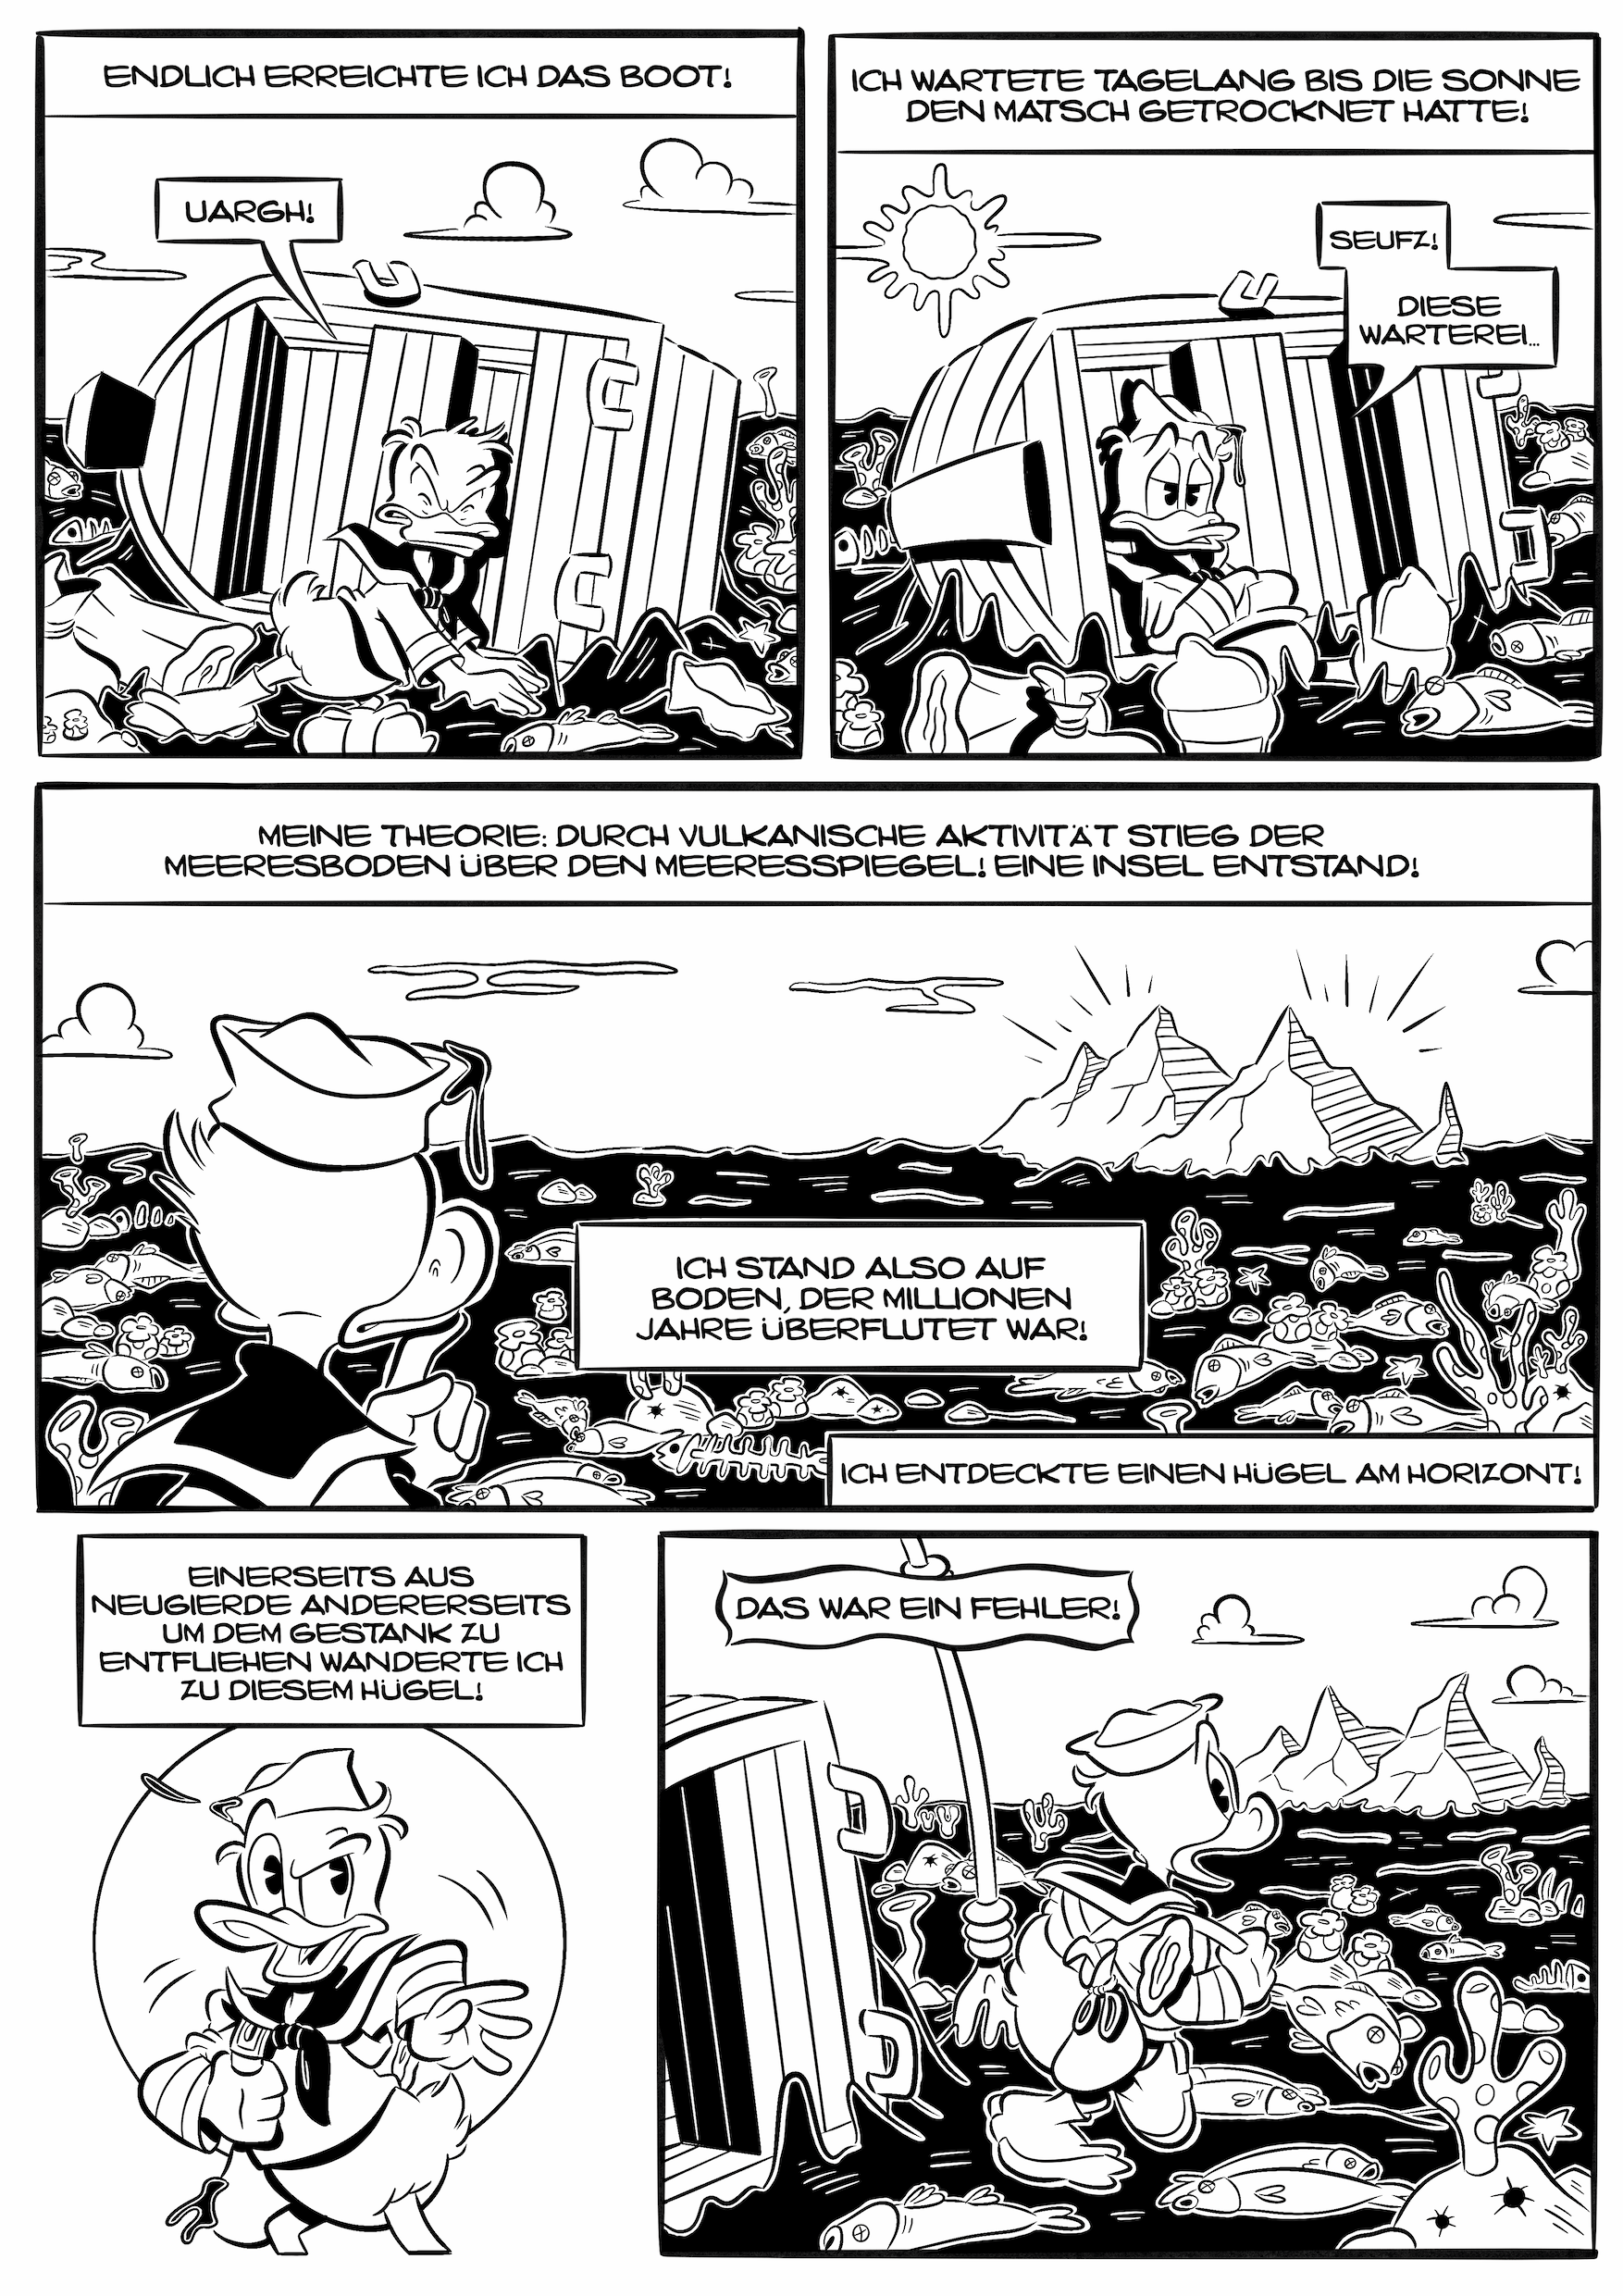 ENDLICH ERREICHTE ICH DAS BOOT!
UARGH!
ICH WARTETE TAGELANG BIS DIE SONNE
DEN MATSCH GETROCKNET HATTE!
SEUFZ!
DIESE
WARTEREI...
MEINE THEORIE: DURCH VULKANISCHE AKTIVITÄT STIEG DER
MEERESBODEN ÜBER DEN MEERESSPIEGEL! EINE INSEL ENTSTAND!
ICH STAND ALSO AUF
BODEN, DER MILLIONEN
JAHRE ÜBERFLUTET WAR!
ICH ENTDECKTE EINEN HÜGEL AM HORIZONT!
EINERSEITS AUS
NEUGIERDE ANDERERSEITS
UM DEM GESTANK ZU
ENTFLIEHEN WANDERTE ICH
ZU DIESEM HÜGEL!
DAS WAR EIN FEHLER!